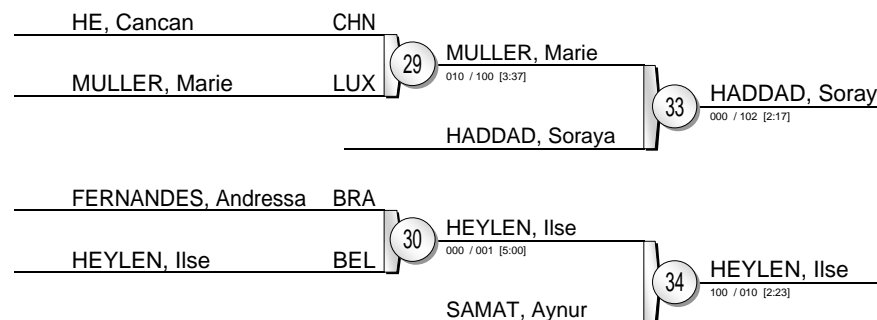 HE, Cancan CHN
MULLER, Marie LUX
29
MULLER, Marie
010 / 100 [3:37]
HADDAD, Soraya
33
HADDAD, Soray
000 / 102 [2:17]
FERNANDES, Andressa BRA
HEYLEN, Ilse BEL
30
HEYLEN, Ilse
000 / 001 [5:00]
SAMAT, Aynur
34
HEYLEN, Ilse
100 / 010 [2:23]